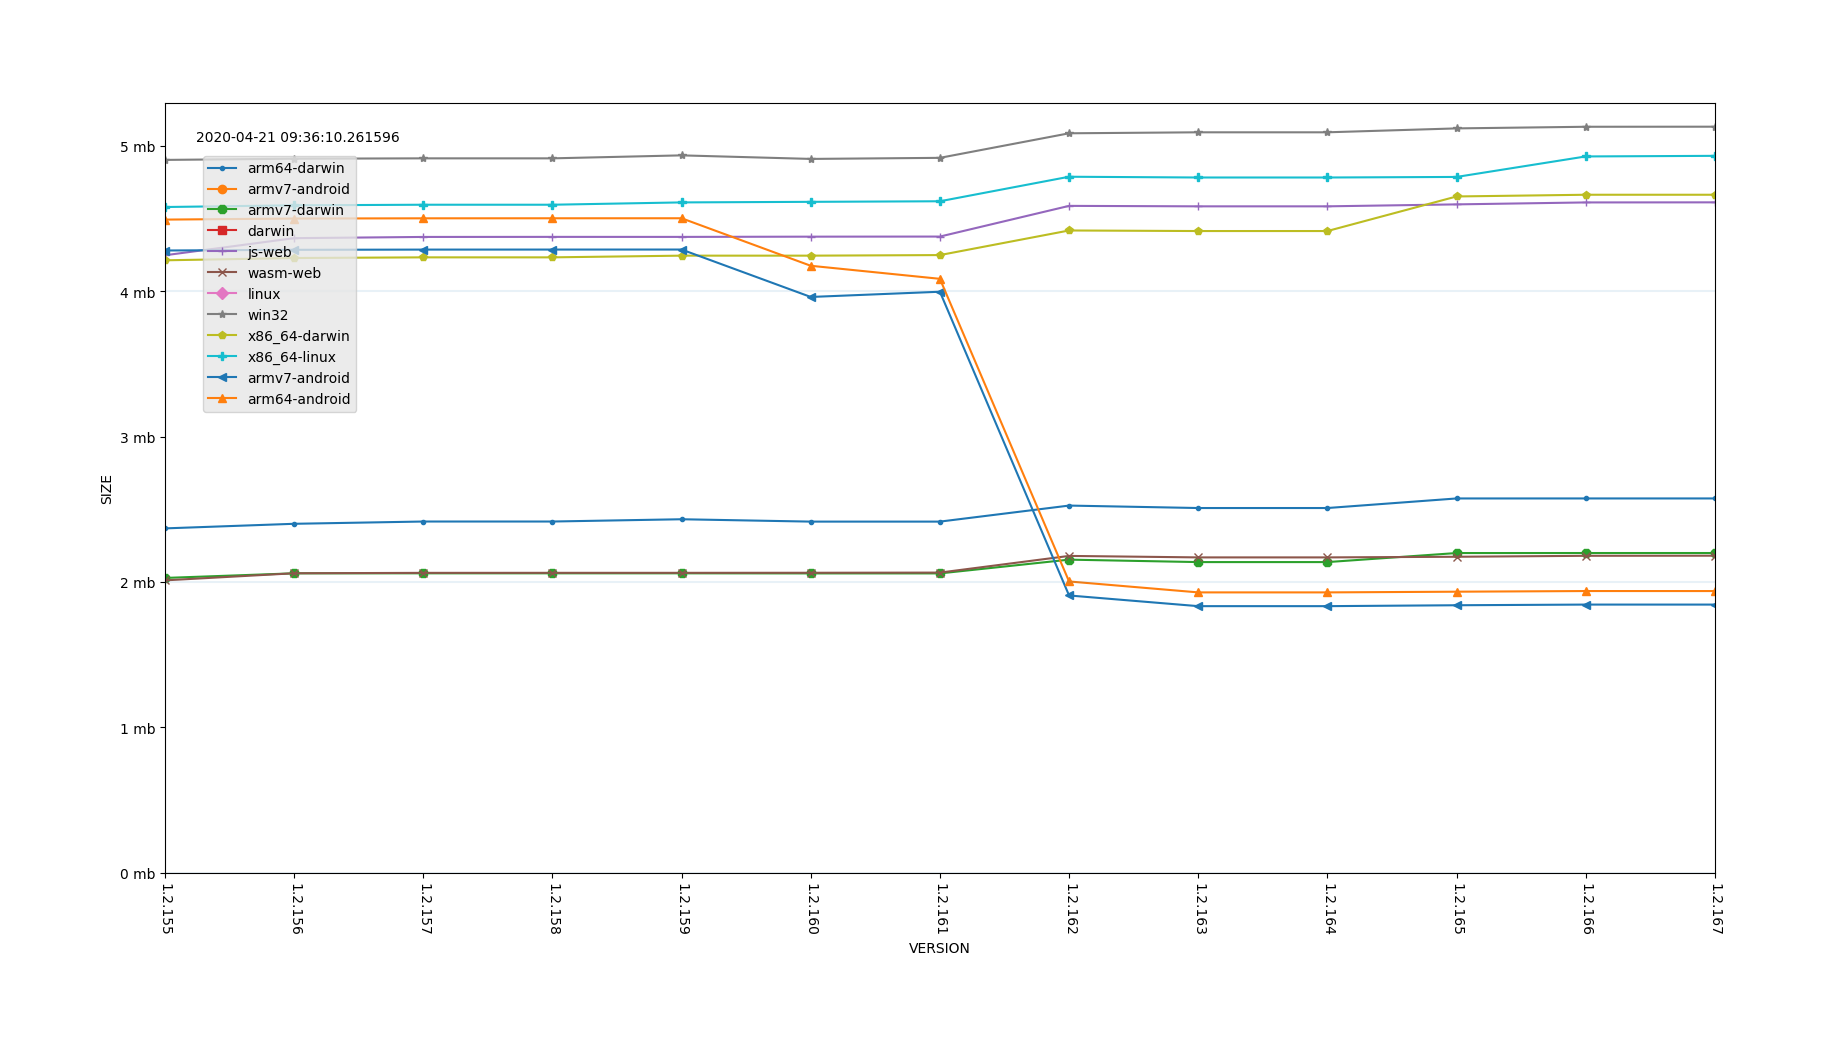 2020-04-21 09:36:10.261596
arm64-darwin
armv7-android
armv7-darwin
darwin
js-web
wasm-web
linux
win32
x86_64-darwin
x86_64-linux
armv7-android
arm64-android
5 mb
4 mb
3 mb
2 mb
1 mb
0 mb
SIZE
1.2.155
1.2.156
1.2.157
1.2.158
1.2.159
1.2.160
1.2.161
1.2.162
1.2.163
1.2.164
1.2.165
1.2.166
1.2.167
VERSION